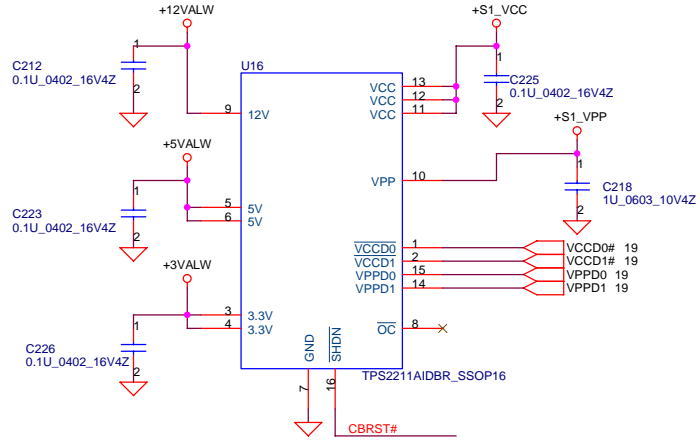 +12VALW
+S1_VCC
1
C212
0.1U_0402_16V4Z
2
U16
1
C225
0.1U_0402_16V4Z
2
9
12V
VCC
13
VCC
12
VCC
11
+S1_VPP
+5VALW
VPP
10
1
C218
1U_0603_10V4Z
2
1
C223
0.1U_0402_16V4Z
2
5
5V
6
5V
VCCD0
1
VCCD0# 19
VCCD1
2
VCCD1# 19
VPPD0
15
VPPD0 19
VPPD1
14
VPPD1 19
+3VALW
3
3.3V
4
3.3V
OC
8
1
C226
0.1U_0402_16V4Z
2
GND
SHDN
7
16
TPS2211AIDBR_SSOP16
CBRST#